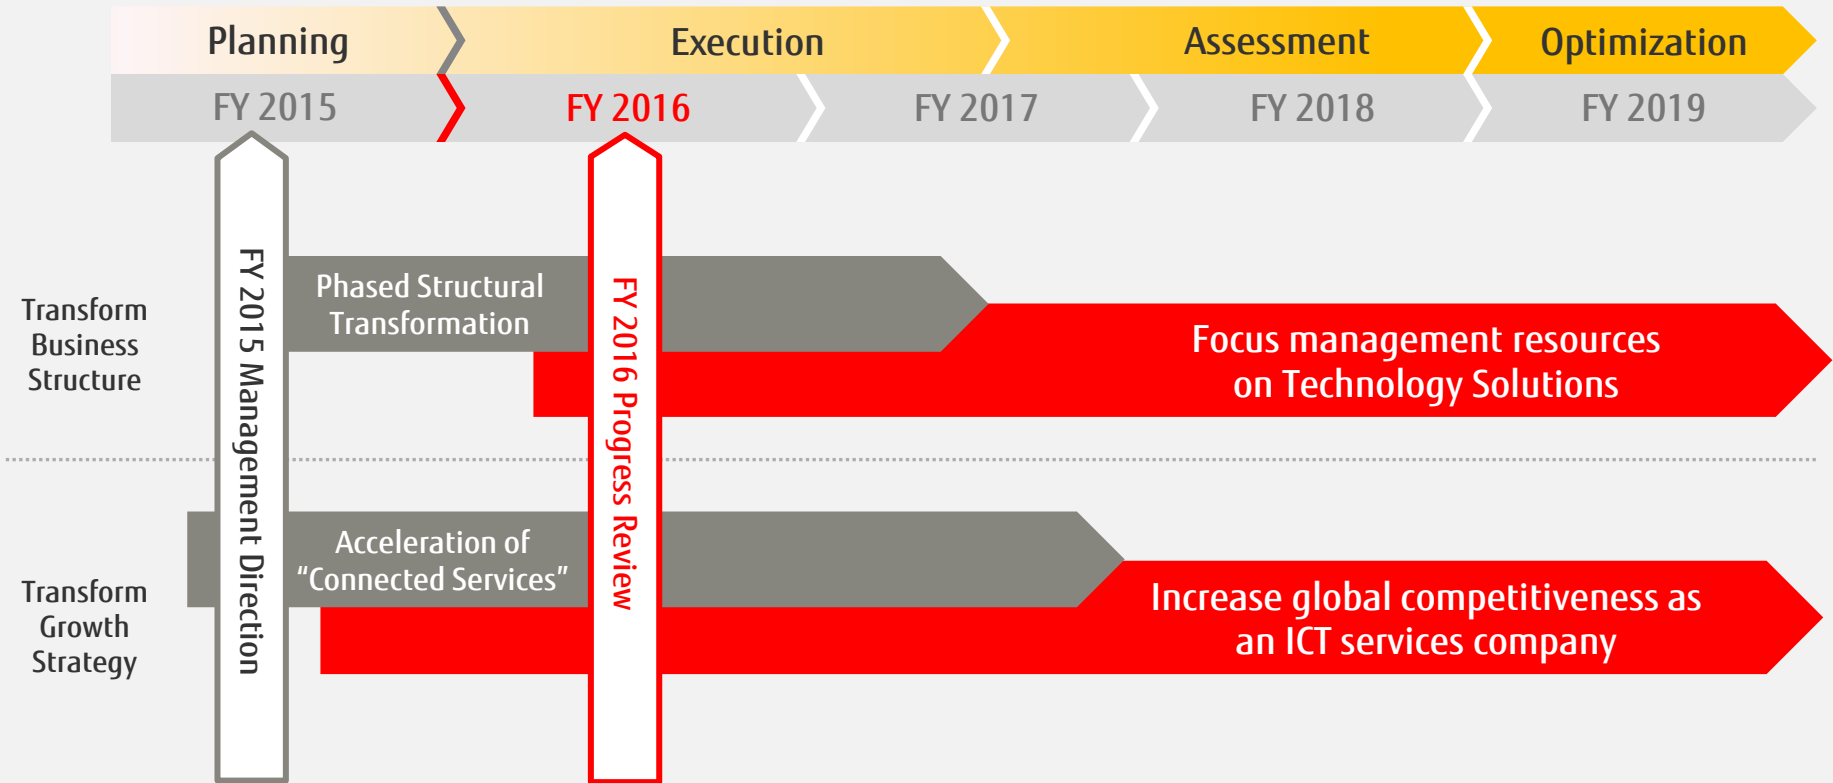 Planning
Execution
Assessment
Optimization
FY 2015
FY 2016
FY 2017
FY 2018
FY 2019
FY 2015 Management Direction
FY 2016 Progress Review
Transform
Business
Structure
Phased Structural
Transformation
Focus management resources
on Technology Solutions
Transform
Growth
Strategy
Acceleration of
“Connected Services”
Increase global competitiveness as
an ICT services company